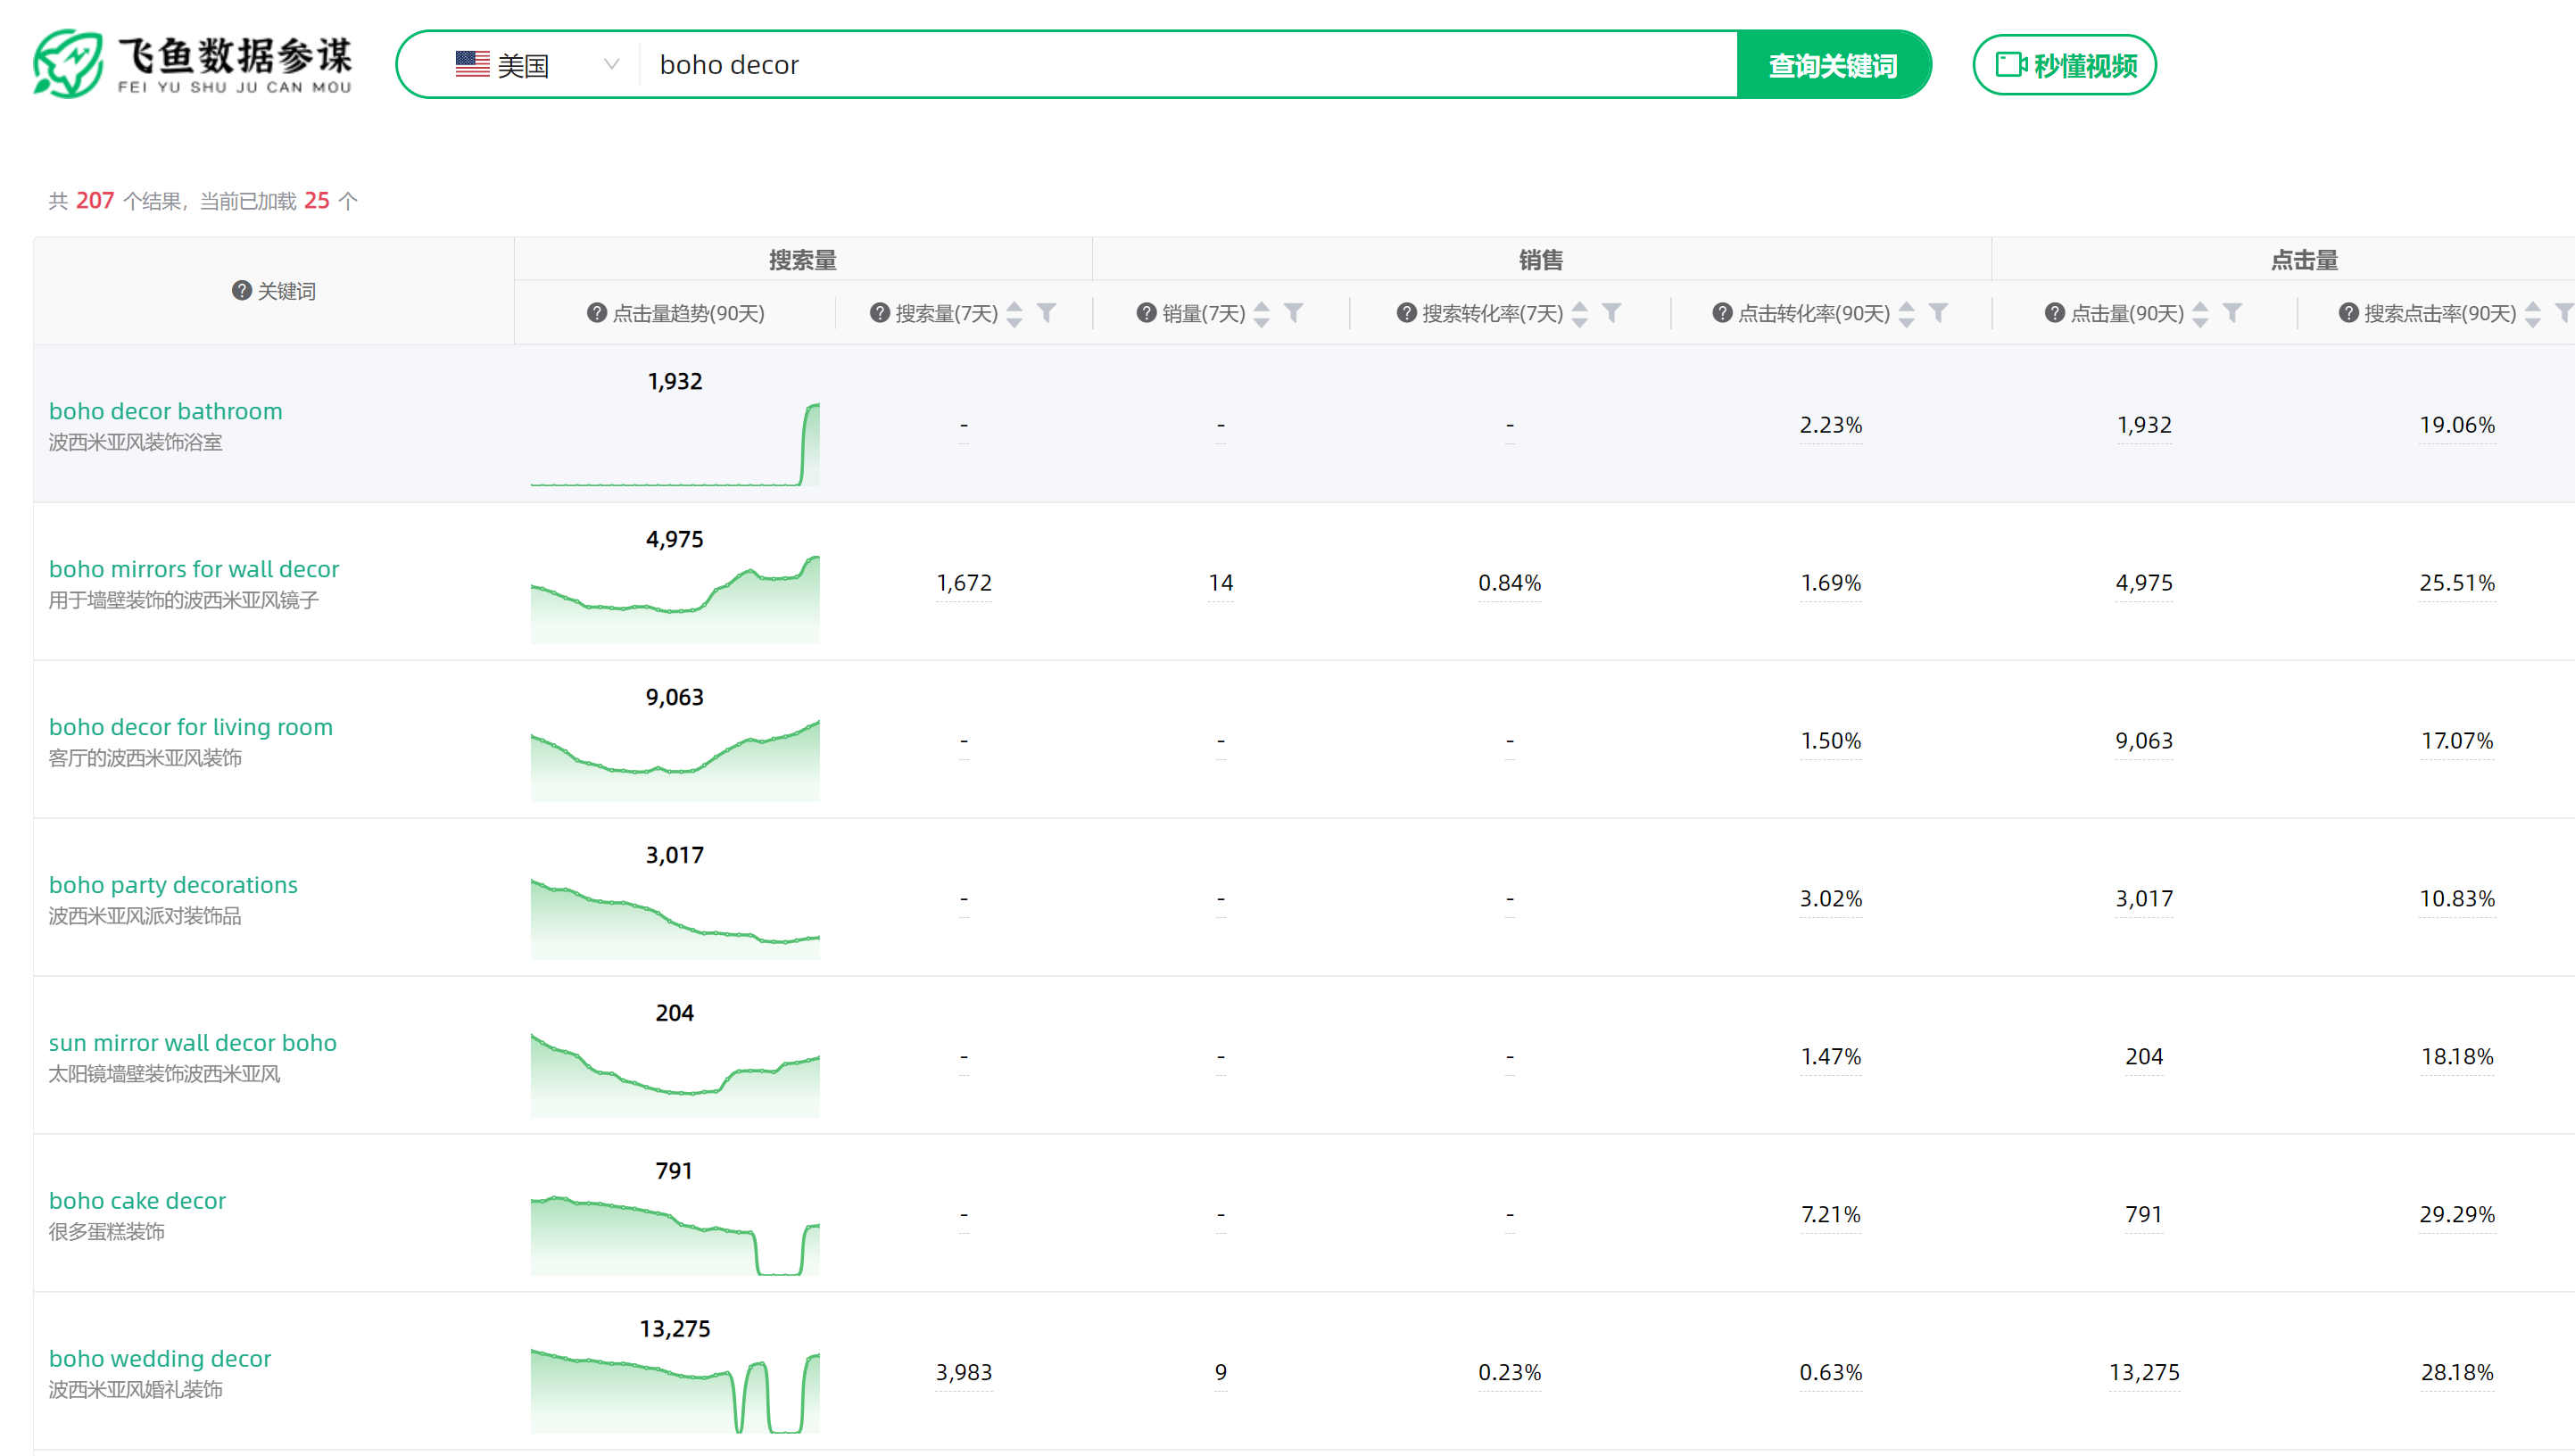 飞鱼数据参谋
FEI YU SHU JU CAN MOU
美国
boho decor
查询关键词
秒懂视频
共 207 个结果，当前已加载 25 个
关键词
搜索量
销售
点击量
点击量趋势(90天)
搜索量(7天)
销量(7天)
搜索转化率(7天)
点击转化率(90天)
点击量(90天)
搜索点击率(90天)
boho decor bathroom
波西米亚风装饰浴室
1,932
-
-
-
2.23%
1,932
19.06%
boho mirrors for wall decor
用于墙壁装饰的波西米亚风镜子
4,975
1,672
14
0.84%
1.69%
4,975
25.51%
boho decor for living room
客厅的波西米亚风装饰
9,063
-
-
-
1.50%
9,063
17.07%
boho party decorations
波西米亚风派对装饰品
3,017
-
-
-
3.02%
3,017
10.83%
sun mirror wall decor boho
太阳镜墙壁装饰波西米亚风
204
-
-
-
1.47%
204
18.18%
boho cake decor
很多蛋糕装饰
791
-
-
-
7.21%
791
29.29%
boho wedding decor
波西米亚风婚礼装饰
13,275
3,983
9
0.23%
0.63%
13,275
28.18%